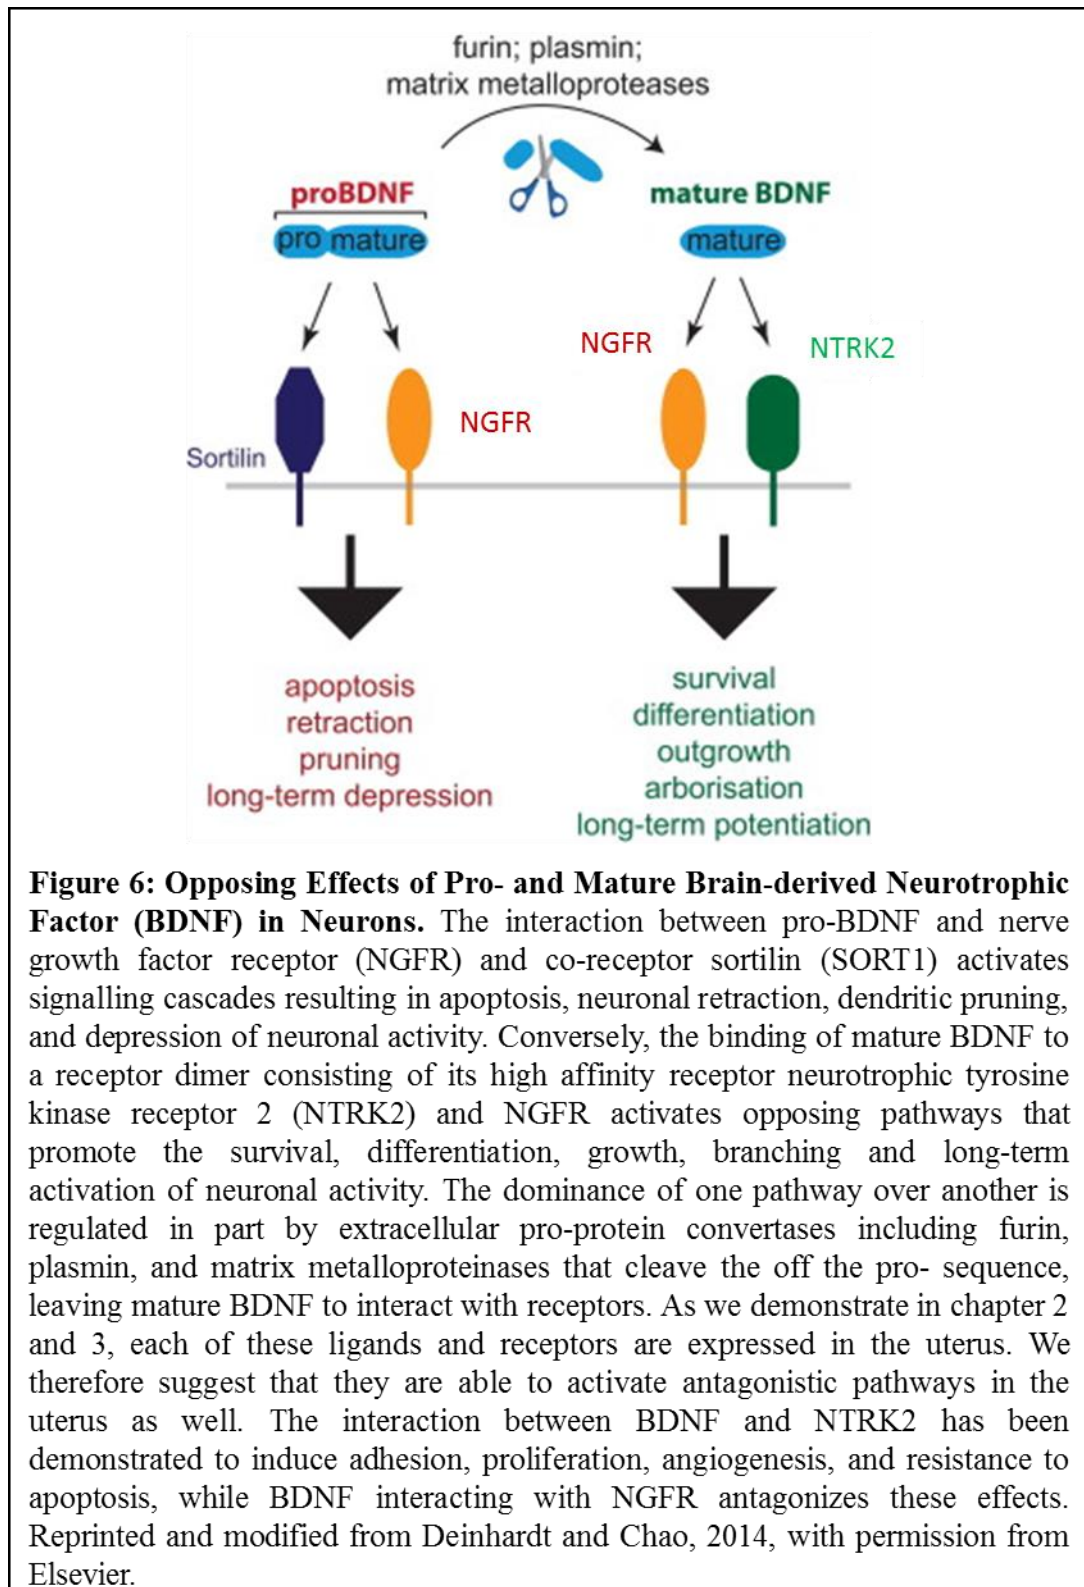 furin; plasmin;
matrix metalloproteases
proBDNF
mature BDNF
pro mature
mature
NGFR
NTRK2
NGFR
Sortilin
apoptosis
retraction
pruning
long-term depression
survival
differentiation
outgrowth
arborisation
long-term potentiation
Figure 6: Opposing Effects of Pro- and Mature Brain-derived Neurotrophic
Factor (BDNF) in Neurons. The interaction between pro-BDNF and nerve
growth factor receptor (NGFR) and co-receptor sortilin (SORT1) activates
signalling cascades resulting in apoptosis, neuronal retraction, dendritic pruning,
and depression of neuronal activity. Conversely, the binding of mature BDNF to
a receptor dimer consisting of its high affinity receptor neurotrophic tyrosine
kinase receptor 2 (NTRK2) and NGFR activates opposing pathways that
promote the survival, differentiation, growth, branching and long-term
activation of neuronal activity. The dominance of one pathway over another is
regulated in part by extracellular pro-protein convertases including furin,
plasmin, and matrix metalloproteinases that cleave the off the pro- sequence,
leaving mature BDNF to interact with receptors. As we demonstrate in chapter 2
and 3, each of these ligands and receptors are expressed in the uterus. We
therefore suggest that they are able to activate antagonistic pathways in the
uterus as well. The interaction between BDNF and NTRK2 has been
demonstrated to induce adhesion, proliferation, angiogenesis, and resistance to
apoptosis, while BDNF interacting with NGFR antagonizes these effects.
Reprinted and modified from Deinhardt and Chao, 2014, with permission from
Elsevier.